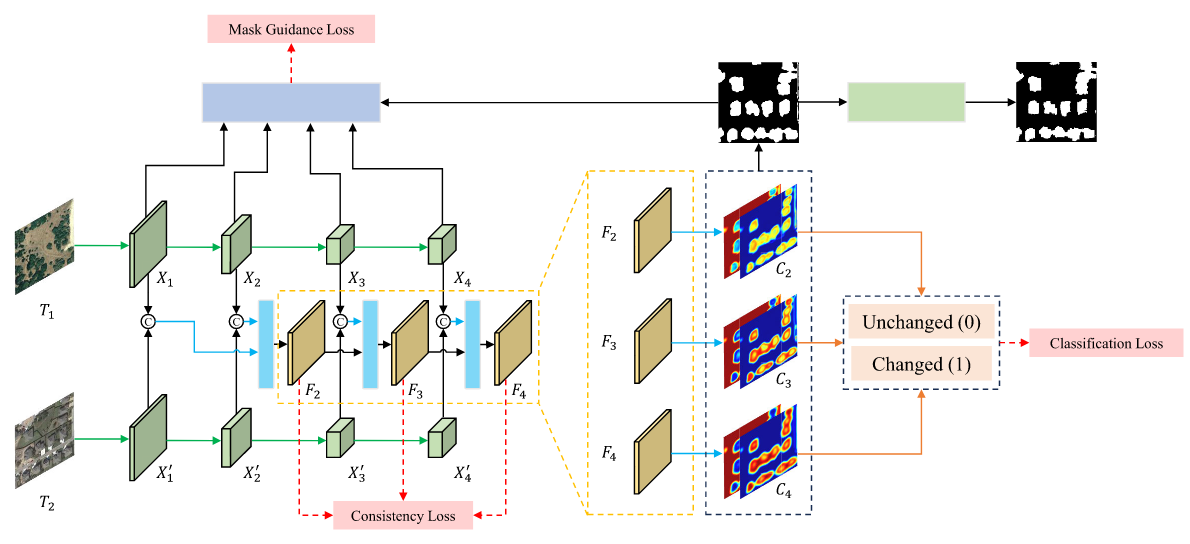 Mask Guidance Loss
T₁
X₁
X₂
X₃
X₄
C
C
C
C
F₂
F₃
F₄
X′₁
X′₂
X′₃
X′₄
T₂
Consistency Loss
F₂
C₂
F₃
C₃
F₄
C₄
Unchanged (0)
Changed (1)
Classification Loss